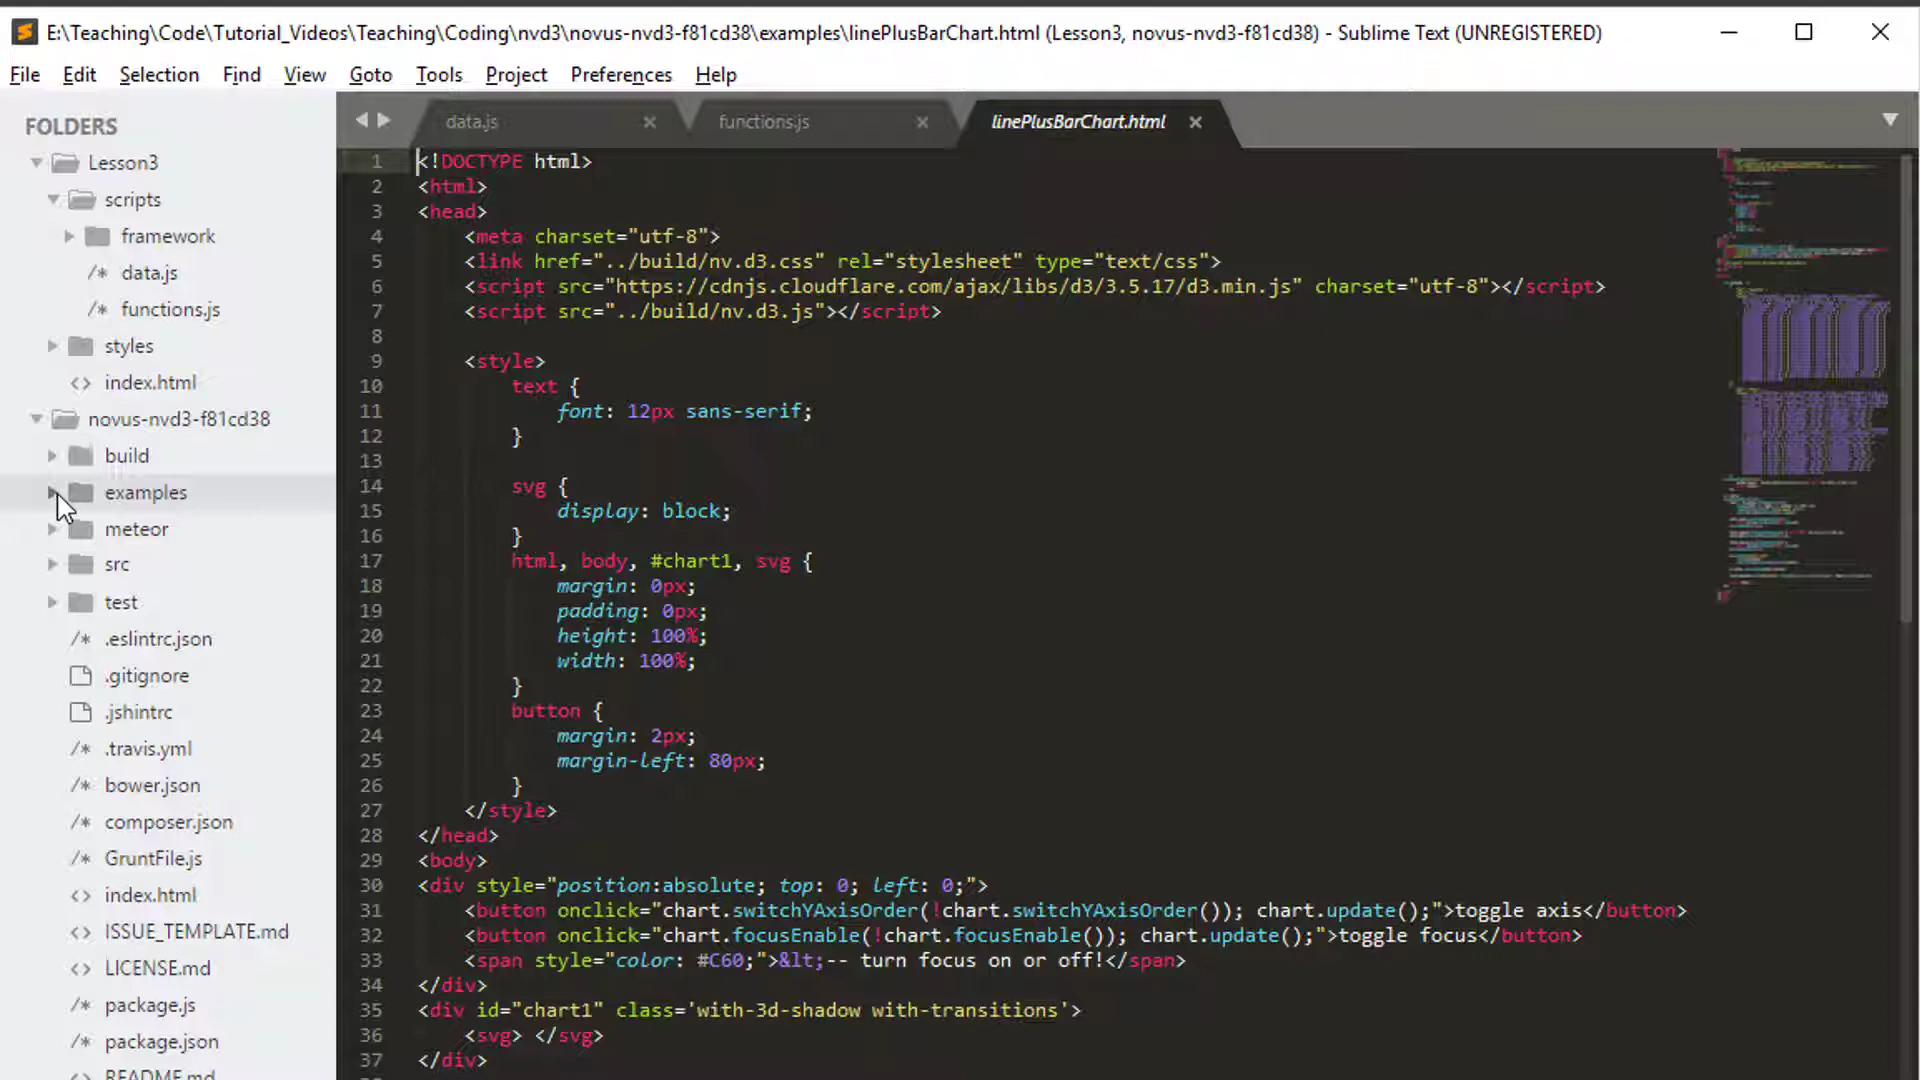 E:\Teaching\Code\Tutorial_Videos\Teaching\Coding\nvd3\novus-nvd3-f81cd38\examples\linePlusBarChart.html (Lesson3, novus-nvd3-f81cd38) - Sublime Text (UNREGISTERED)
File Edit Selection Find View Goto Tools Project Preferences Help
FOLDERS
Lesson3
scripts
framework
/* data.js
/* functions.js
styles
<> index.html
novus-nvd3-f81cd38
build
examples
meteor
src
test
/* .eslintrc.json
.gitignore
.jshintrc
/* .travis.yml
/* bower.json
/* composer.json
/* GruntFile.js
<> index.html
<> ISSUE_TEMPLATE.md
<> LICENSE.md
/* package.js
/* package.json
<> README.md
data.js functions.js linePlusBarChart.html
1 <!DOCTYPE html>
2 <html>
3 <head>
4     <meta charset="utf-8">
5     <link href="../build/nv.d3.css" rel="stylesheet" type="text/css">
6     <script src="https://cdnjs.cloudflare.com/ajax/libs/d3/3.5.17/d3.min.js" charset="utf-8"></script>
7     <script src="../build/nv.d3.js"></script>
8
9     <style>
10         text {
11             font: 12px sans-serif;
12         }
13
14         svg {
15             display: block;
16         }
17         html, body, #chart1, svg {
18             margin: 0px;
19             padding: 0px;
20             height: 100%;
21             width: 100%;
22         }
23         button {
24             margin: 2px;
25             margin-left: 80px;
26         }
27     </style>
28 </head>
29 <body>
30 <div style="position:absolute; top: 0; left: 0;">
31     <button onclick="chart.switchYAxisOrder(!chart.switchYAxisOrder()); chart.update();">toggle axis</button>
32     <button onclick="chart.focusEnable(!chart.focusEnable()); chart.update();">toggle focus</button>
33     <span style="color: #C60;">&lt;-- turn focus on or off!</span>
34 </div>
35 <div id="chart1" class='with-3d-shadow with-transitions'>
36     <svg> </svg>
37 </div>